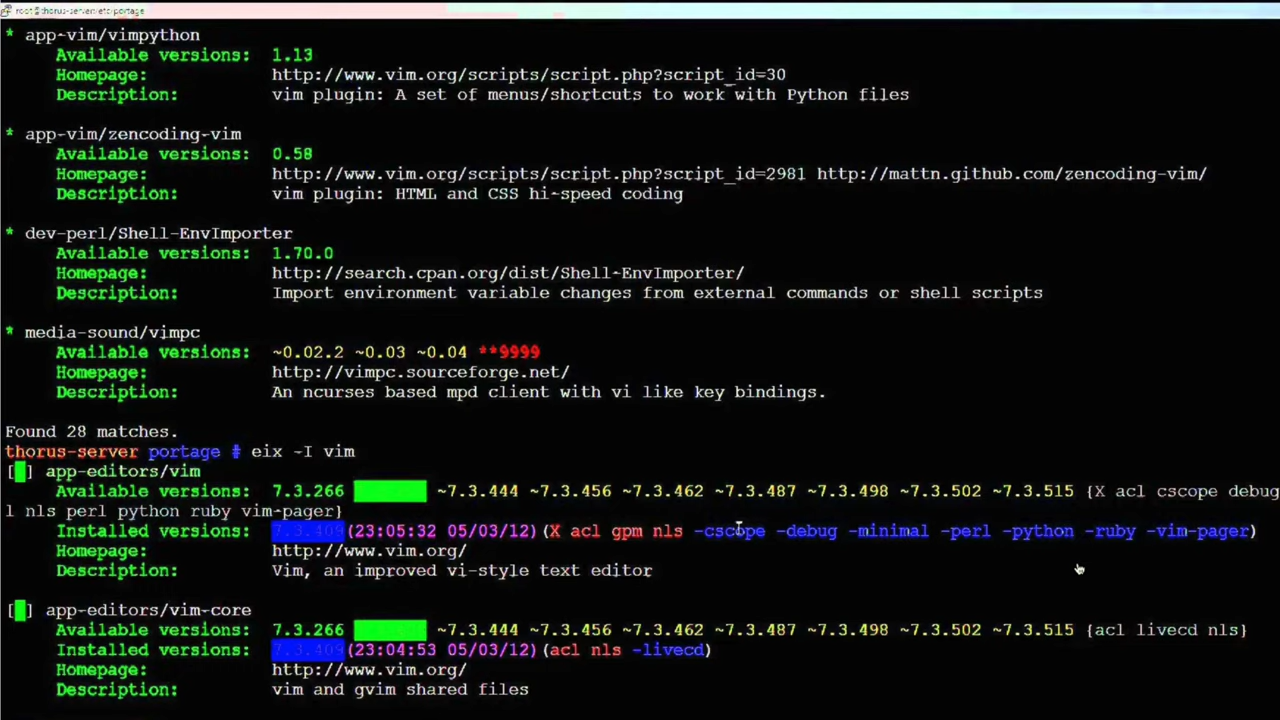 root@thorus-server:/etc/portage
* app-vim/vimpython
Available versions: 1.13
Homepage: http://www.vim.org/scripts/script.php?script_id=30
Description: vim plugin: A set of menus/shortcuts to work with Python files
* app-vim/zencoding-vim
Available versions: 0.58
Homepage: http://www.vim.org/scripts/script.php?script_id=2981 http://mattn.github.com/zencoding-vim/
Description: vim plugin: HTML and CSS hi-speed coding
* dev-perl/Shell-EnvImporter
Available versions: 1.70.0
Homepage: http://search.cpan.org/dist/Shell-EnvImporter/
Description: Import environment variable changes from external commands or shell scripts
* media-sound/vimpc
Available versions: ~0.02.2 ~0.03 ~0.04 **9999
Homepage: http://vimpc.sourceforge.net/
Description: An ncurses based mpd client with vi like key bindings.
Found 28 matches.
thorus-server portage # eix -I vim
[ ] app-editors/vim
Available versions: 7.3.266 ~7.3.444 ~7.3.456 ~7.3.462 ~7.3.487 ~7.3.498 ~7.3.502 ~7.3.515 {X acl cscope debug
l nls perl python ruby vim-pager}
Installed versions: 7.3.409(23:05:32 05/03/12)(X acl gpm nls -cscope -debug -minimal -perl -python -ruby -vim-pager)
Homepage: http://www.vim.org/
Description: Vim, an improved vi-style text editor
[ ] app-editors/vim-core
Available versions: 7.3.266 ~7.3.444 ~7.3.456 ~7.3.462 ~7.3.487 ~7.3.498 ~7.3.502 ~7.3.515 {acl livecd nls}
Installed versions: 7.3.409(23:04:53 05/03/12)(acl nls -livecd)
Homepage: http://www.vim.org/
Description: vim and gvim shared files